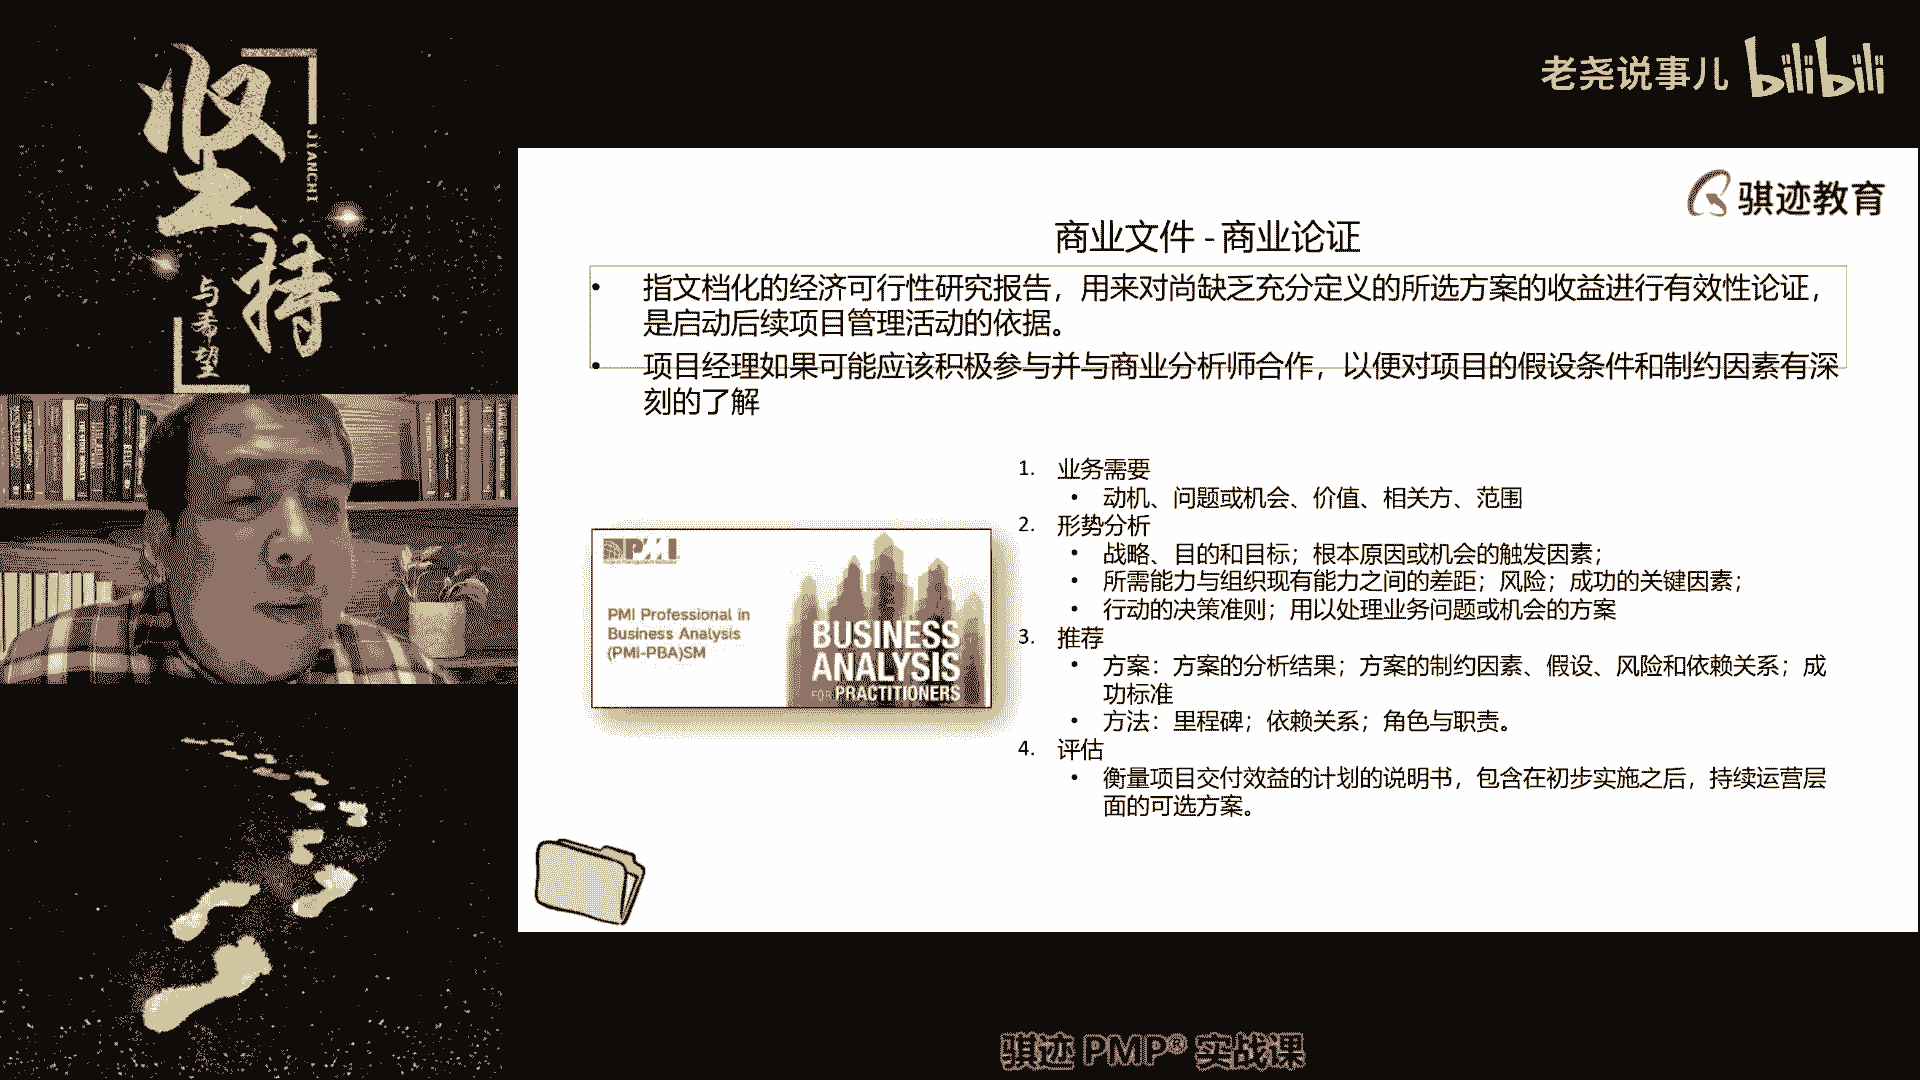 坚持
JIANCHI
与希望
老尧说事儿 bilibili
骐迹教育
商业文件 - 商业论证
• 指文档化的经济可行性研究报告，用来对尚缺乏充分定义的所选方案的收益进行有效性论证，
是启动后续项目管理活动的依据。
• 项目经理如果可能应该积极参与并与商业分析师合作，以便对项目的假设条件和制约因素有深
刻的了解
PMI
PMI Professional in
Business Analysis
(PMI-PBA)SM
BUSINESS
ANALYSIS
FOR PRACTITIONERS
1. 业务需要
• 动机、问题或机会、价值、相关方、范围
2. 形势分析
• 战略、目的和目标；根本原因或机会的触发因素；
• 所需能力与组织现有能力之间的差距；风险；成功的关键因素；
• 行动的决策准则；用以处理业务问题或机会的方案
3. 推荐
• 方案：方案的分析结果；方案的制约因素、假设、风险和依赖关系；成
功标准
• 方法：里程碑；依赖关系；角色与职责。
4. 评估
• 衡量项目交付效益的计划的说明书，包含在初步实施之后，持续运营层
面的可选方案。
骐迹 PMP® 实战课